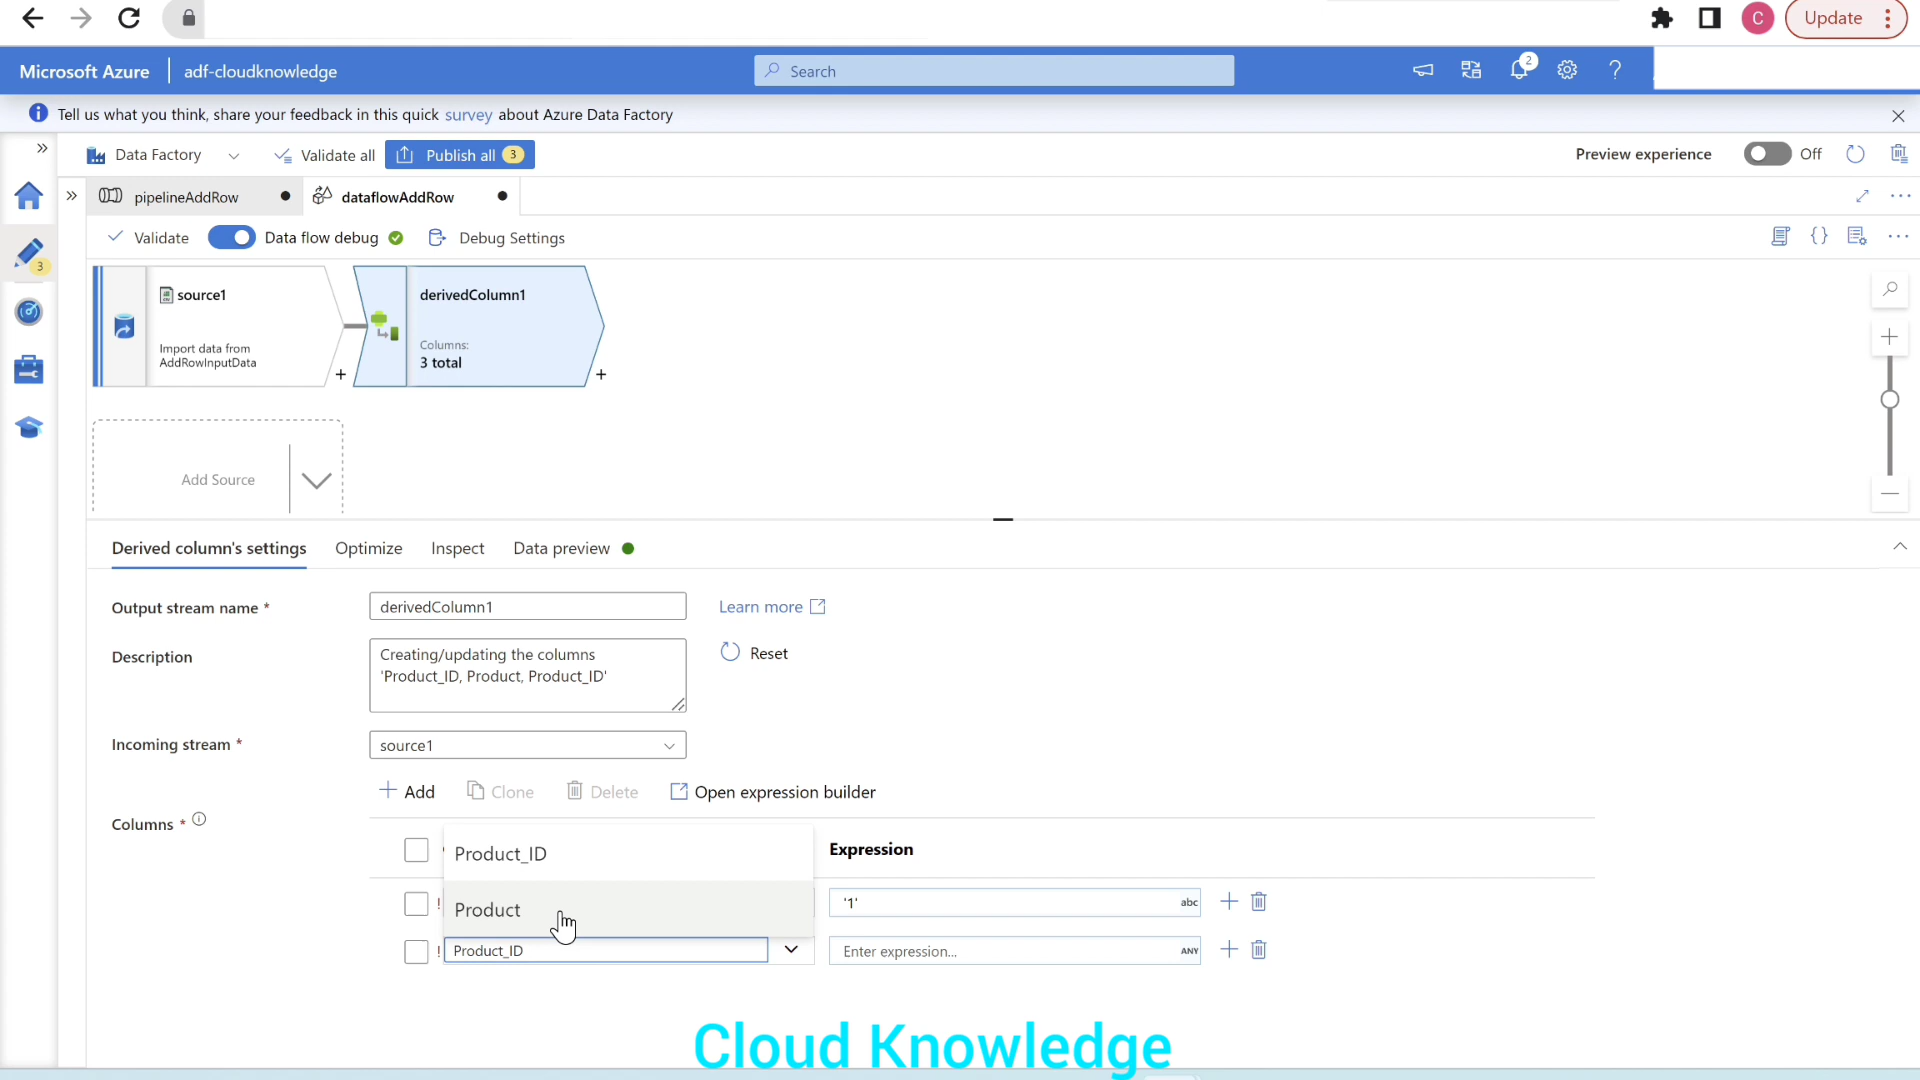 C
Update
Microsoft Azure
adf-cloudknowledge
Search
2
Tell us what you think, share your feedback in this quick survey about Azure Data Factory
Data Factory
Validate all
Publish all
3
Preview experience
Off
pipelineAddRow
dataflowAddRow
3
Validate
Data flow debug
Debug Settings
source1
Import data from
AddRowInputData
derivedColumn1
Columns:
3 total
Add Source
Derived column's settings
Optimize
Inspect
Data preview
Output stream name *
derivedColumn1
Learn more
Description
Creating/updating the columns
'Product_ID, Product, Product_ID'
Reset
Incoming stream *
source1
Add
Clone
Delete
Open expression builder
Columns *
Product_ID
Expression
Product
'1'
abc
Product_ID
Enter expression...
ANY
Cloud Knowledge